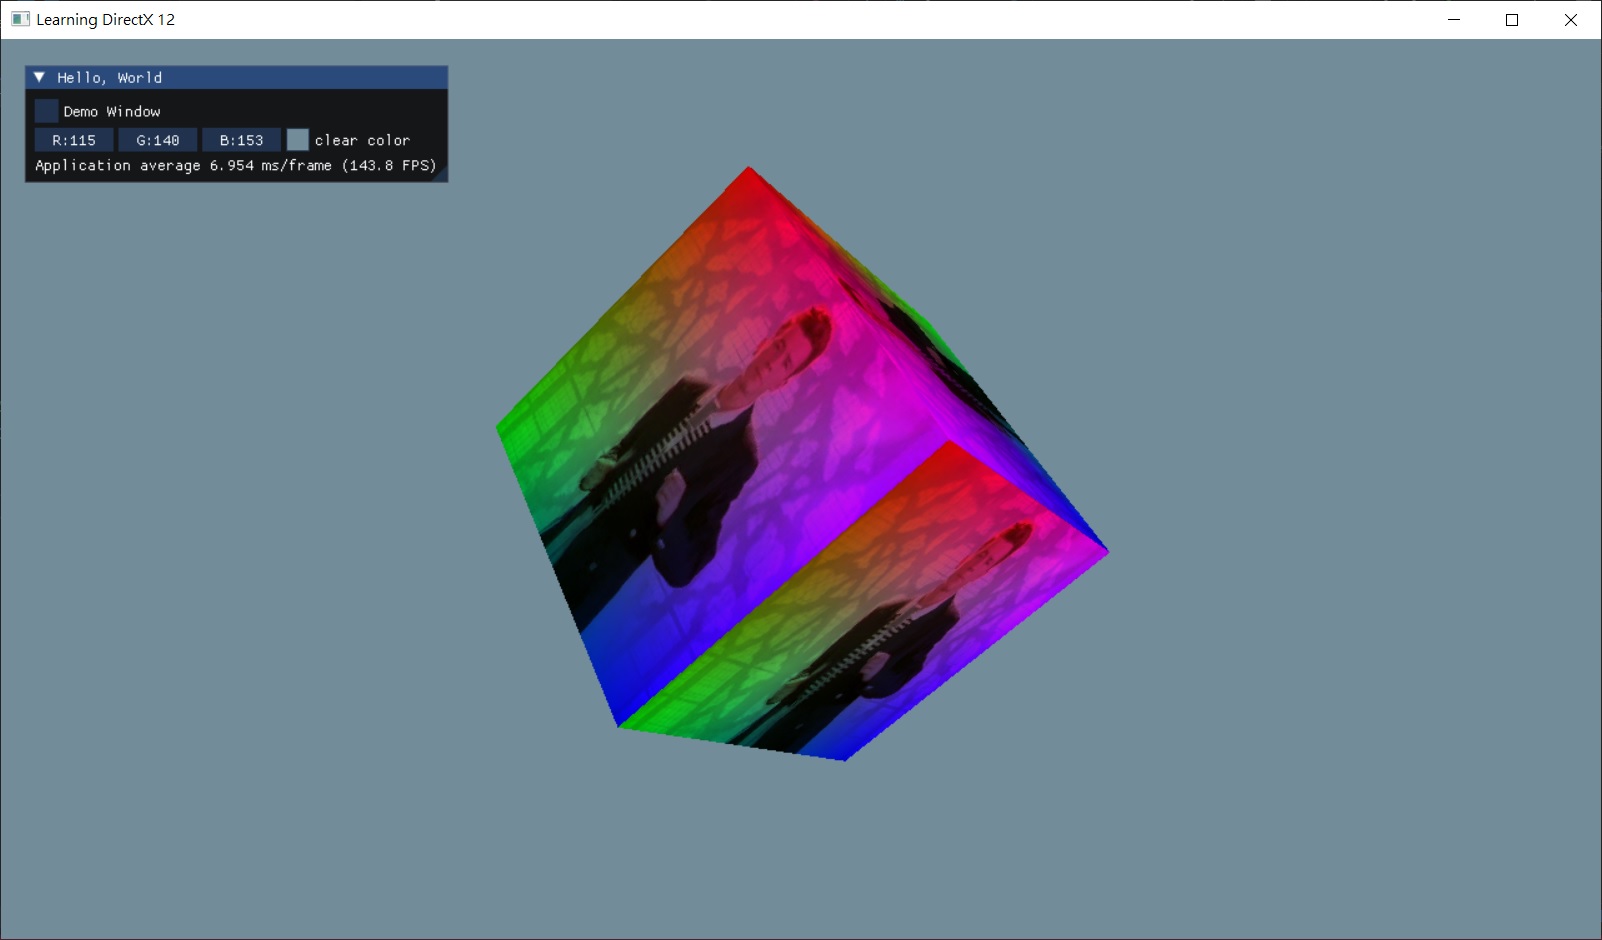 Learning DirectX 12
Hello, World
Demo Window
R:115 G:140 B:153 clear color
Application average 6.954 ms/frame (143.8 FPS)